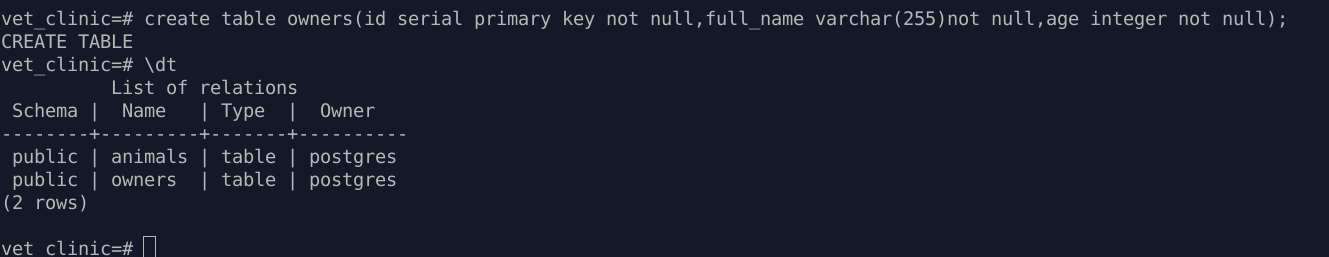 vet_clinic=# create table owners(id serial primary key not null,full_name varchar(255)not null,age integer not null);
CREATE TABLE
vet_clinic=# \dt
          List of relations
 Schema |  Name   | Type  |  Owner
--------+---------+-------+----------
 public | animals | table | postgres
 public | owners  | table | postgres
(2 rows)

vet_clinic=#